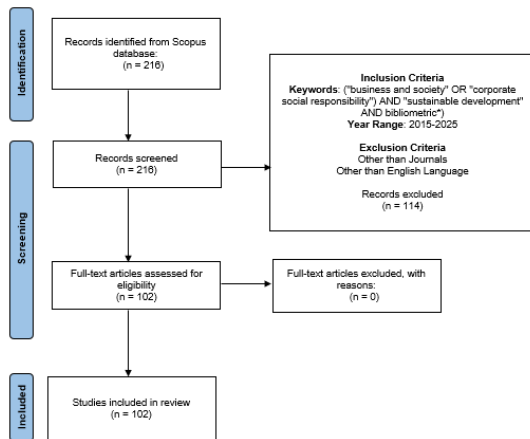 Identification
Records identified from Scopus
database:
(n = 216)
Inclusion Criteria
Keywords: ("business and society" OR "corporate
social responsibility") AND "sustainable development"
AND bibliometric*)
Year Range: 2015-2025
Exclusion Criteria
Other than Journals
Other than English Language
Records excluded
(n = 114)
Screening
Records screened
(n = 216)
Full-text articles assessed for
eligibility
(n = 102)
Full-text articles excluded, with
reasons:
(n = 0)
Included
Studies included in review
(n = 102)